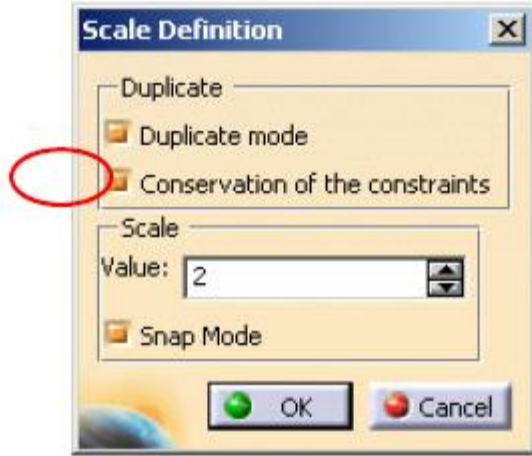 Scale Definition
Duplicate
Duplicate mode
Conservation of the constraints
Scale
Value: 2
Snap Mode
OK Cancel